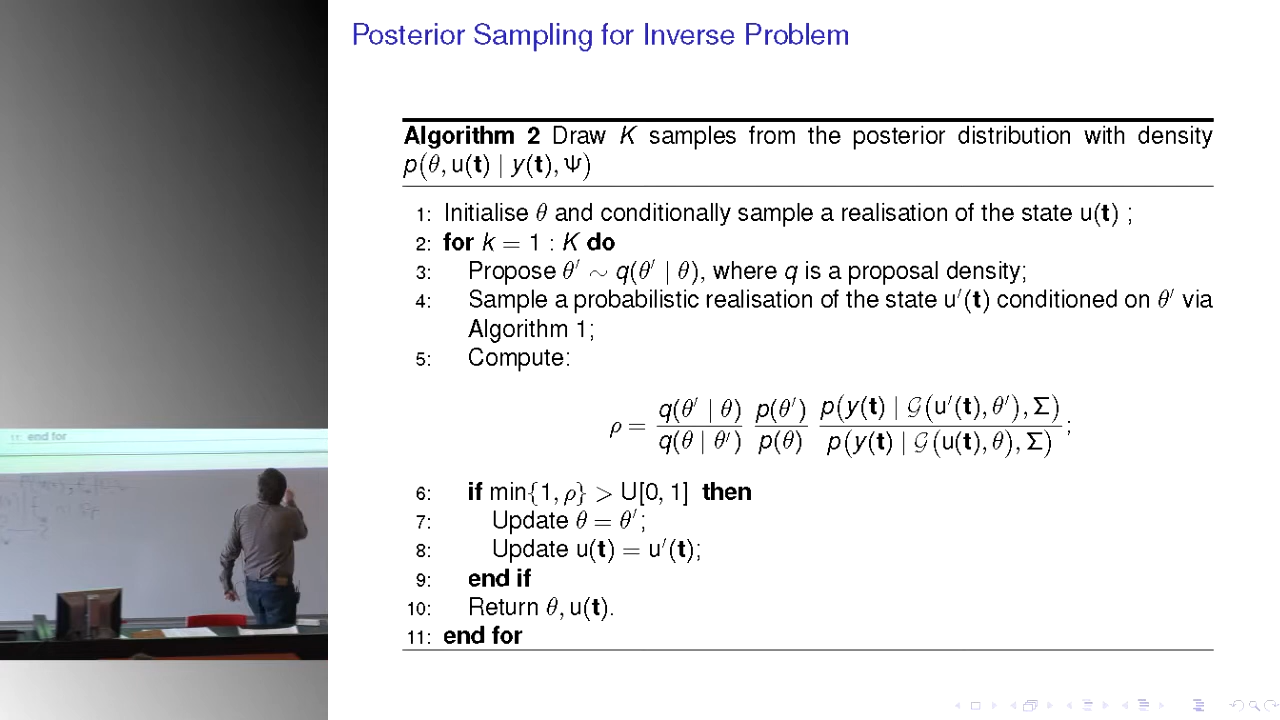 Posterior Sampling for Inverse Problem
Algorithm 2 Draw K samples from the posterior distribution with density
p(θ, u(t) | y(t), Ψ)
1: Initialise θ and conditionally sample a realisation of the state u(t) ;
2: for k = 1 : K do
3: Propose θ′ ∼ q(θ′ | θ), where q is a proposal density;
4: Sample a probabilistic realisation of the state u′(t) conditioned on θ′ via
Algorithm 1;
5: Compute:
ρ = q(θ′ | θ) / q(θ | θ′) p(θ′) / p(θ) p(y(t) | 𝒢(u′(t), θ′), Σ) / p(y(t) | 𝒢(u(t), θ), Σ) ;
6: if min{1, ρ} > U[0, 1] then
7: Update θ = θ′;
8: Update u(t) = u′(t);
9: end if
10: Return θ, u(t).
11: end for
11: end for